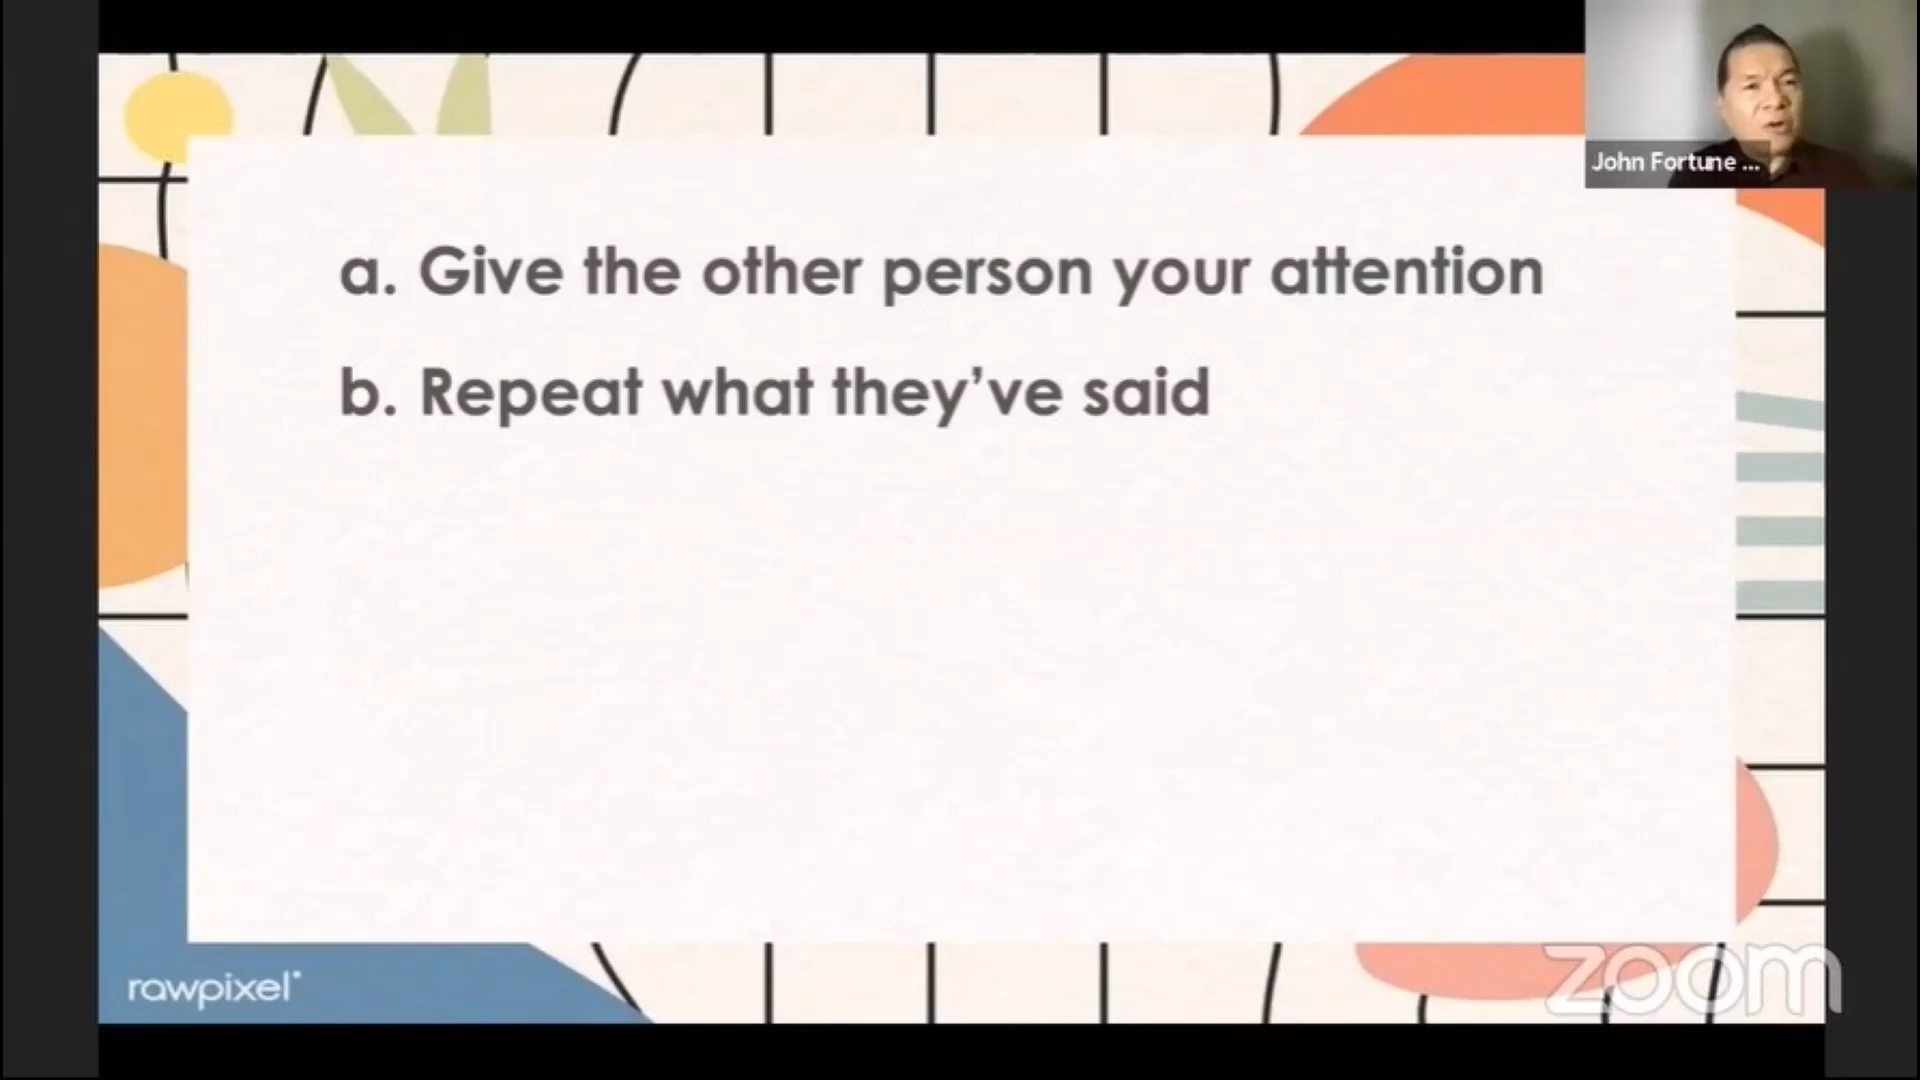 John Fortune ...
a. Give the other person your attention
b. Repeat what they’ve said
rawpixel
zoom